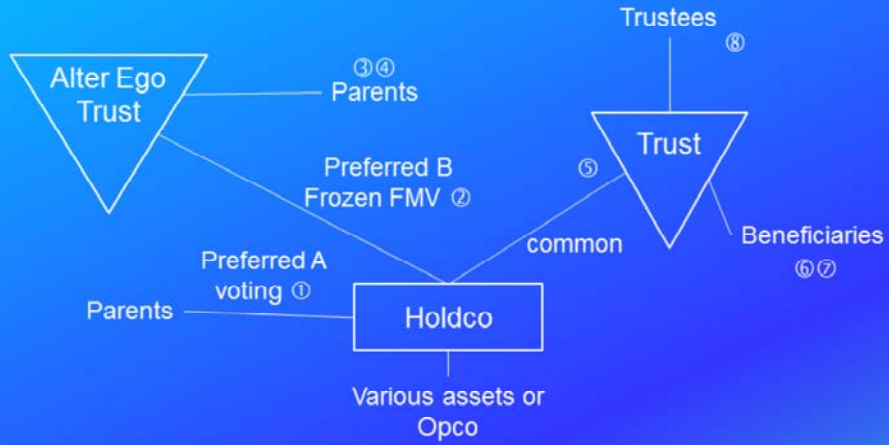 Trustees
⑧
Alter Ego
Trust
③④
Parents
Trust
Preferred B
Frozen FMV ②
⑤
common
Beneficiaries
⑥⑦
Preferred A
voting ①
Parents
Holdco
Various assets or
Opco